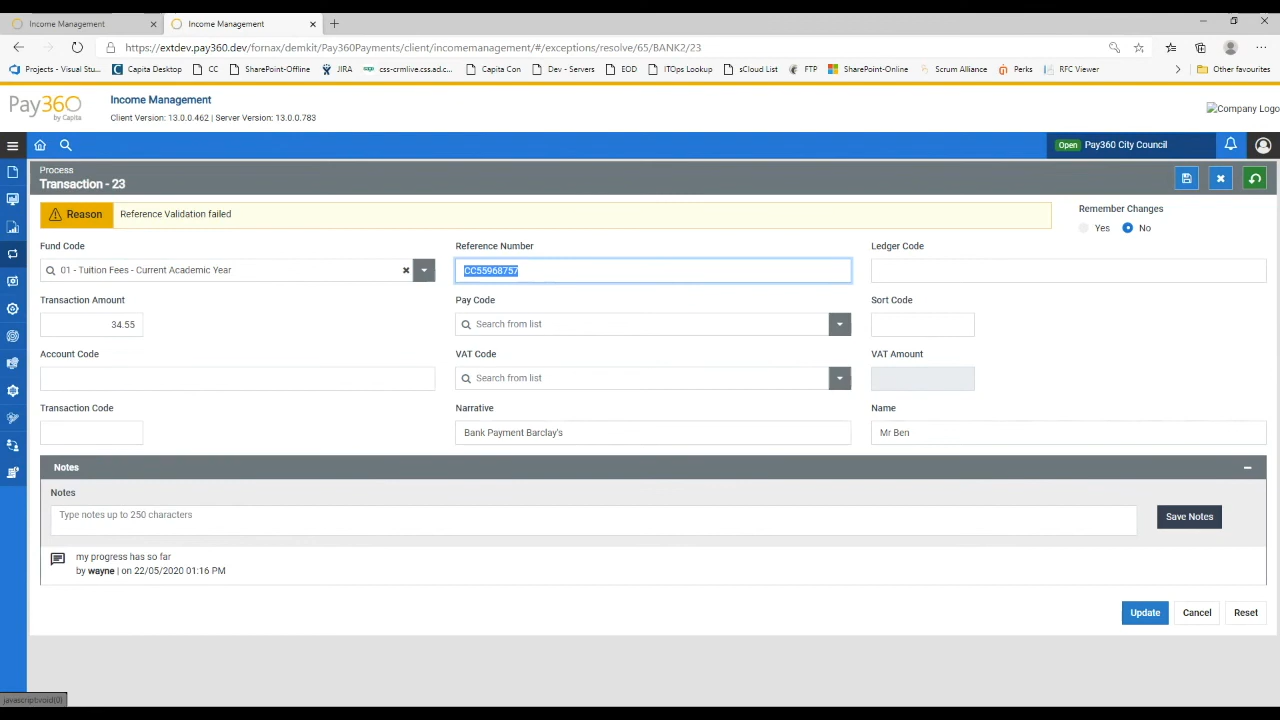 Income Management
Income Management
https://extdev.pay360.dev/fornax/demkit/Pay360Payments/client/incomemanagement/#/exceptions/resolve/65/BANK2/23
Projects - Visual Stu...
Capita Desktop
CC
SharePoint-Offline
JIRA
css-crmlive.css.ad.c...
Capita Con
Dev - Servers
EOD
ITOps Lookup
sCloud List
FTP
SharePoint-Online
Scrum Alliance
Perks
RFC Viewer
Other favourites
Pay360
by Capita
Income Management
Client Version: 13.0.0.462 | Server Version: 13.0.0.783
Company Logo
Open Pay360 City Council
Process
Transaction - 23
Reason Reference Validation failed
Remember Changes
Yes No
Fund Code
Reference Number
Ledger Code
01 - Tuition Fees - Current Academic Year
CC55968757
Transaction Amount
Pay Code
Sort Code
34.55
Search from list
Account Code
VAT Code
VAT Amount
Search from list
Transaction Code
Narrative
Name
Bank Payment Barclay's
Mr Ben
Notes
Notes
Type notes up to 250 characters
Save Notes
my progress has so far
by wayne | on 22/05/2020 01:16 PM
Update Cancel Reset
javascript:void(0)